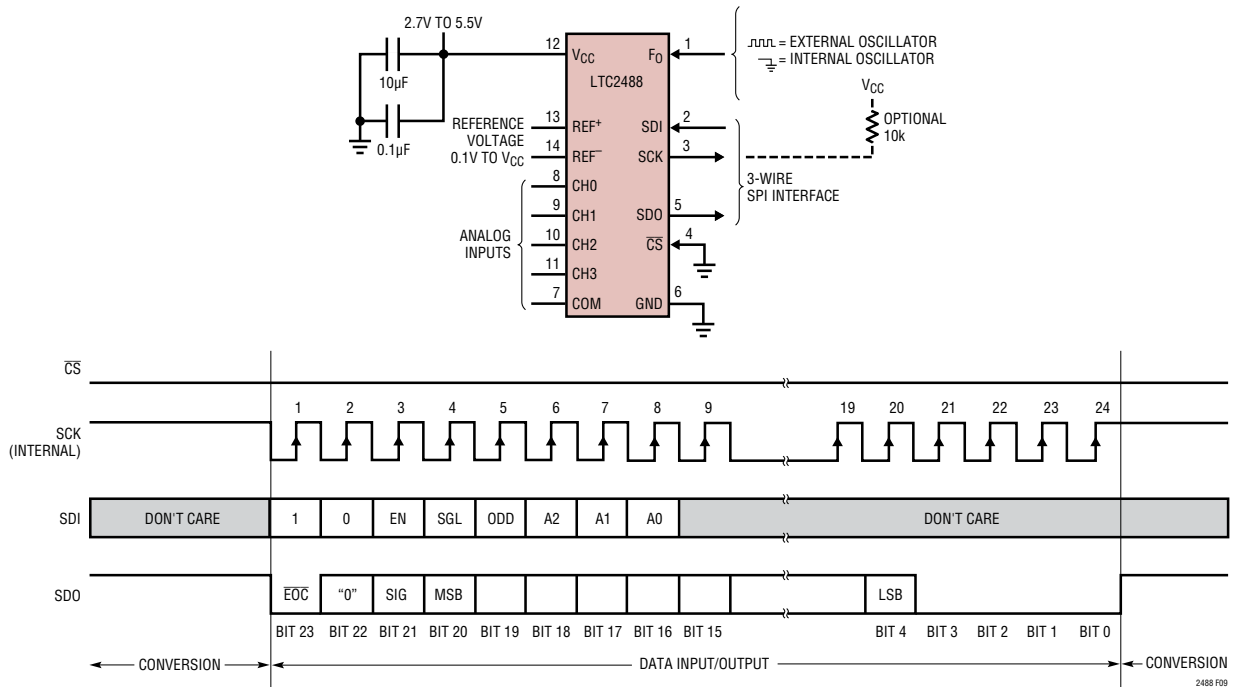 2.7V TO 5.5V
10µF
0.1µF
12
VCC
FO
1
LTC2488
= EXTERNAL OSCILLATOR
= INTERNAL OSCILLATOR
VCC
OPTIONAL
10k
REFERENCE
VOLTAGE
0.1V TO VCC
13
REF+
SDI
2
14
REF–
SCK
3
3-WIRE
SPI INTERFACE
ANALOG
INPUTS
8
CH0
9
CH1
SDO
5
10
CH2
CS
4
11
CH3
7
COM
GND
6
CS
1 2 3 4 5 6 7 8 9 19 20 21 22 23 24
SCK
(INTERNAL)
SDI DON'T CARE 1 0 EN SGL ODD A2 A1 A0 DON'T CARE
SDO EOC "0" SIG MSB LSB
BIT 23 BIT 22 BIT 21 BIT 20 BIT 19 BIT 18 BIT 17 BIT 16 BIT 15 BIT 4 BIT 3 BIT 2 BIT 1 BIT 0
CONVERSION DATA INPUT/OUTPUT CONVERSION
2488 F09